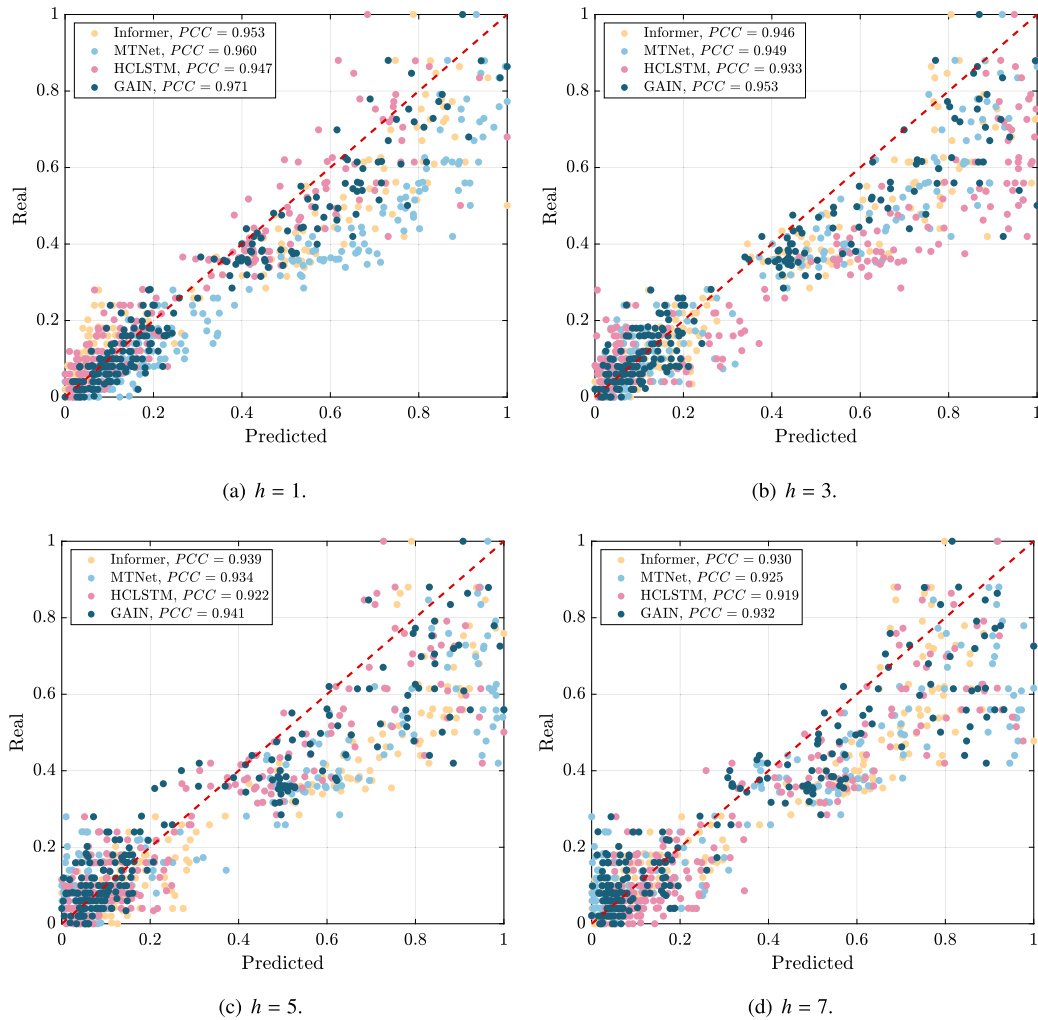 Informer, PCC = 0.953
MTNet, PCC = 0.960
HCLSTM, PCC = 0.947
GAIN, PCC = 0.971
1
0.8
0.6
0.4
0.2
0
Real
0 0.2 0.4 0.6 0.8 1
Predicted
(a) h = 1.
Informer, PCC = 0.946
MTNet, PCC = 0.949
HCLSTM, PCC = 0.933
GAIN, PCC = 0.953
1
0.8
0.6
0.4
0.2
0
Real
0 0.2 0.4 0.6 0.8 1
Predicted
(b) h = 3.
Informer, PCC = 0.939
MTNet, PCC = 0.934
HCLSTM, PCC = 0.922
GAIN, PCC = 0.941
1
0.8
0.6
0.4
0.2
0
Real
0 0.2 0.4 0.6 0.8 1
Predicted
(c) h = 5.
Informer, PCC = 0.930
MTNet, PCC = 0.925
HCLSTM, PCC = 0.919
GAIN, PCC = 0.932
1
0.8
0.6
0.4
0.2
0
Real
0 0.2 0.4 0.6 0.8 1
Predicted
(d) h = 7.